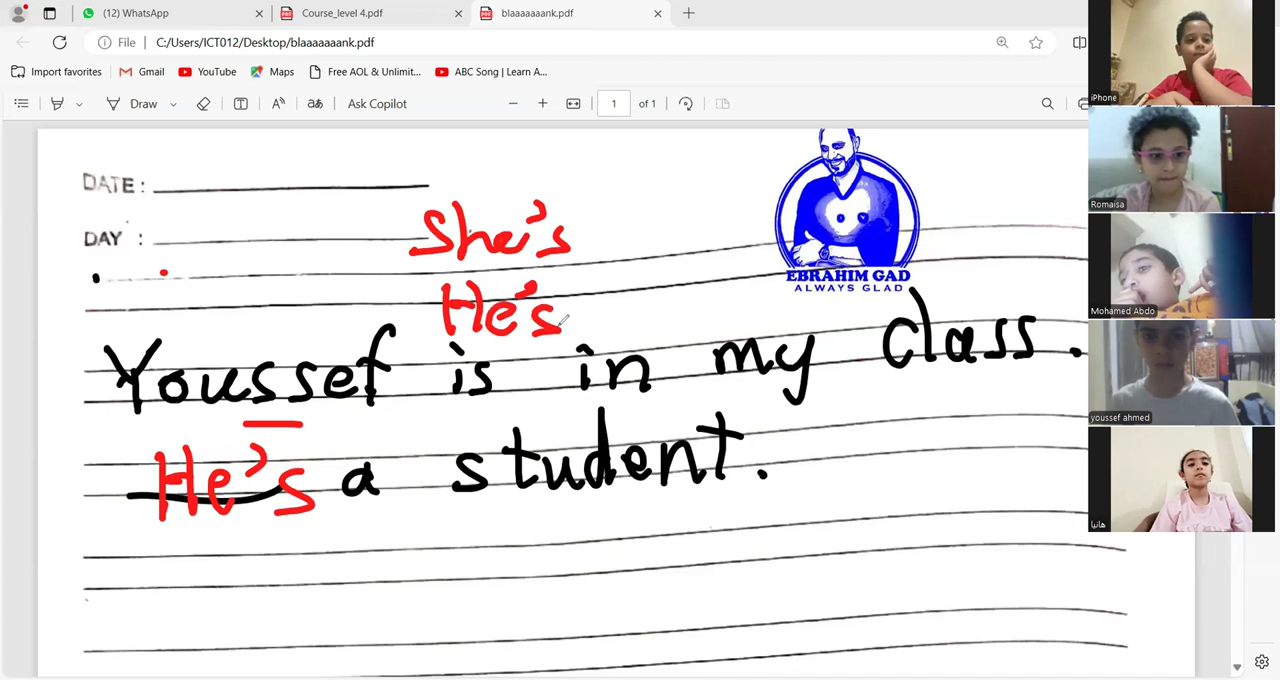 (12) WhatsApp
Course_level 4.pdf
blaaaaaaank.pdf
File
C:/Users/ICT012/Desktop/blaaaaaaank.pdf
Import favorites
Gmail
YouTube
Maps
Free AOL & Unlimit...
ABC Song | Learn A...
Draw
Ask Copilot
1 of 1
DATE :
DAY :
EBRAHIM GAD
ALWAYS GLAD
She's
He's
Youssef is in my class.
He's a student.
iPhone
Romaisa
Mohamed Abdo
youssef ahmed
هانيا